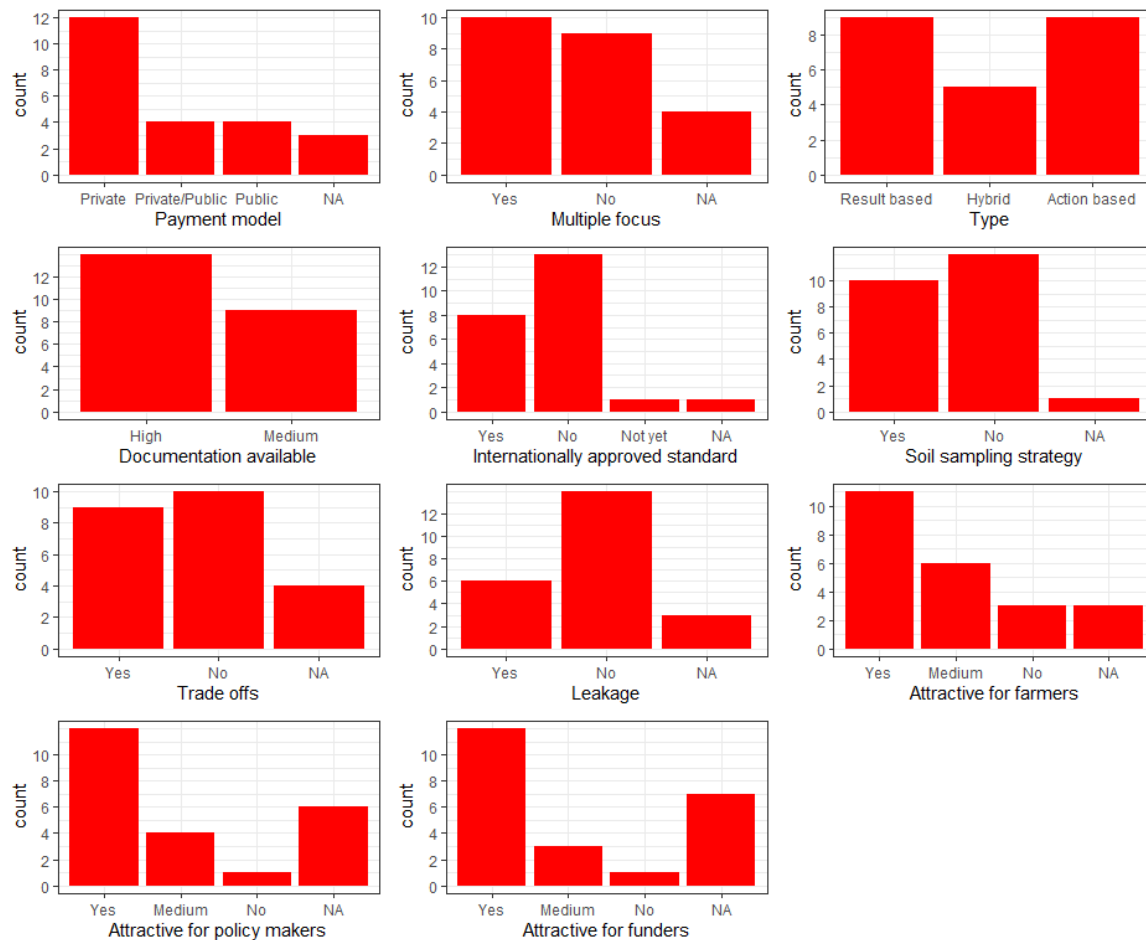 count
12
10
8
6
4
2
0
Private Private/Public Public NA
Payment model
count
10
8
6
4
2
0
Yes No NA
Multiple focus
count
8
6
4
2
0
Result based Hybrid Action based
Type
count
12
10
8
6
4
2
0
High Medium
Documentation available
count
12
10
8
6
4
2
0
Yes No Not yet NA
Internationally approved standard
count
10
8
6
4
2
0
Yes No NA
Soil sampling strategy
count
10
8
6
4
2
0
Yes No NA
Trade offs
count
12
10
8
6
4
2
0
Yes No NA
Leakage
count
10
8
6
4
2
0
Yes Medium No NA
Attractive for farmers
count
10
8
6
4
2
0
Yes Medium No NA
Attractive for policy makers
count
10
8
6
4
2
0
Yes Medium No NA
Attractive for funders